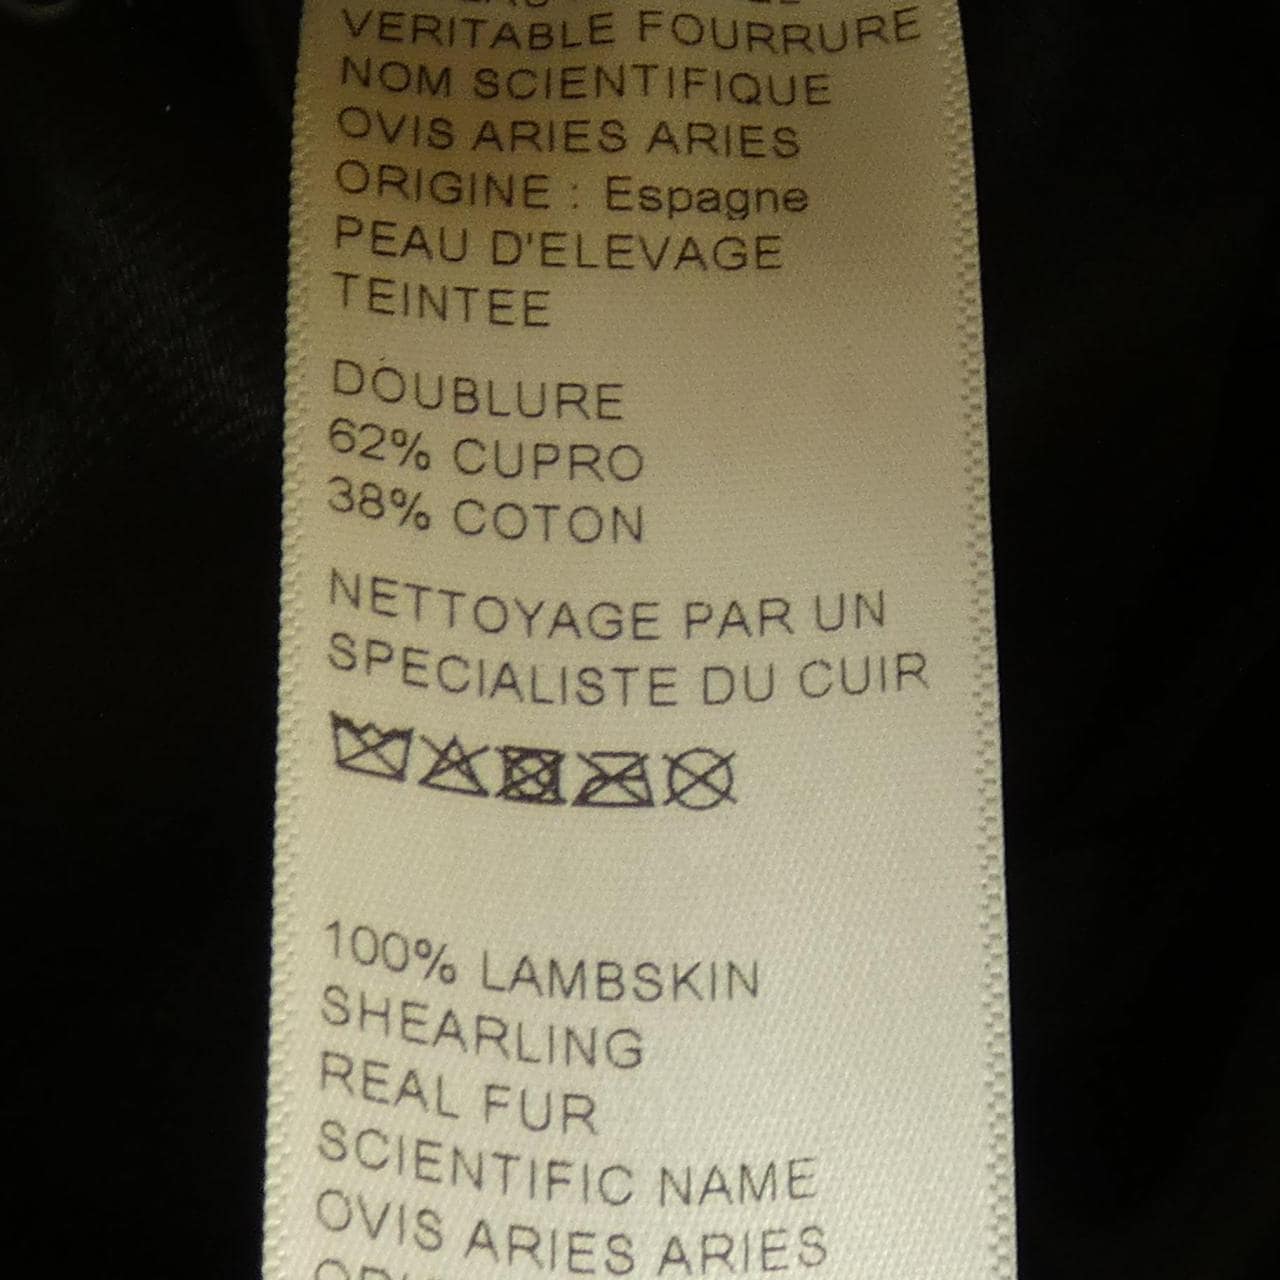 VERITABLE FOURRURE
NOM SCIENTIFIQUE
OVIS ARIES ARIES
ORIGINE : Espagne
PEAU D'ELEVAGE
TEINTEE
DOUBLURE
62% CUPRO
38% COTON
NETTOYAGE PAR UN
SPECIALISTE DU CUIR
100% LAMBSKIN
SHEARLING
REAL FUR
SCIENTIFIC NAME
OVIS ARIES ARIES